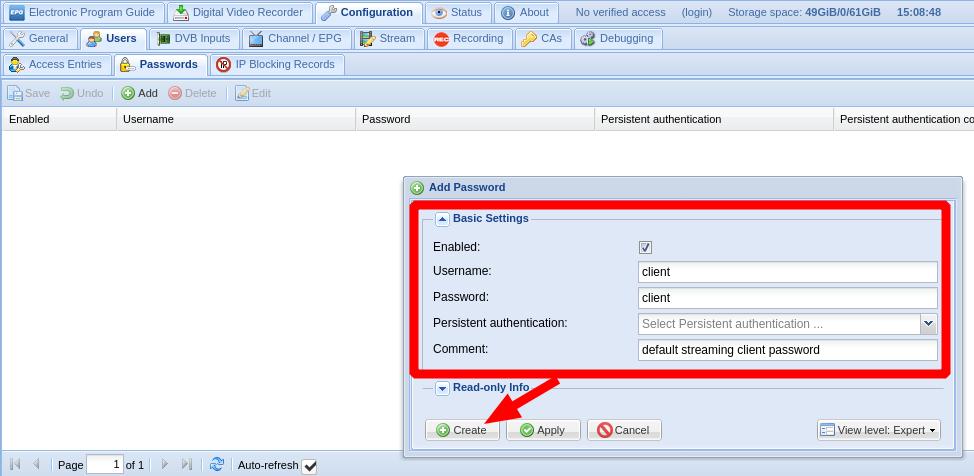 EPG Electronic Program Guide Digital Video Recorder Configuration Status About No verified access (login) Storage space: 49GiB/0/61GiB 15:08:48
General Users DVB Inputs Channel / EPG Stream REC Recording CAs Debugging
Access Entries Passwords IP Blocking Records
Save Undo Add Delete Edit
Enabled Username Password Persistent authentication Persistent authentication co
Add Password
Basic Settings
Enabled:
Username: client
Password: client
Persistent authentication: Select Persistent authentication ...
Comment: default streaming client password
Read-only Info
Create Apply Cancel View level: Expert
Page 1 of 1 Auto-refresh